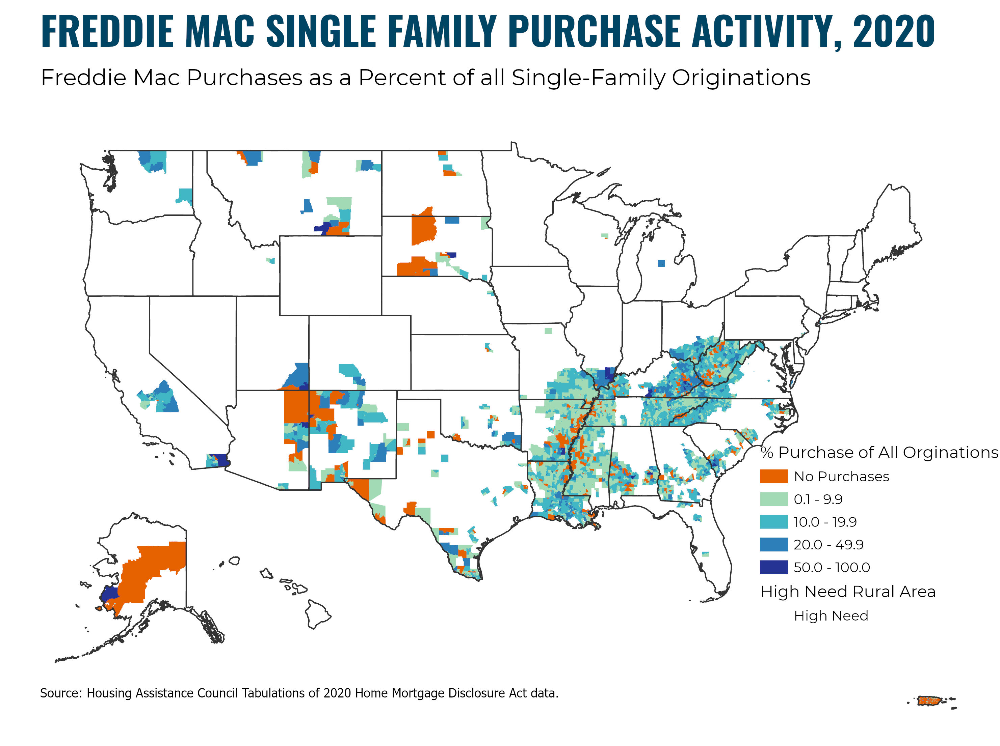 FREDDIE MAC SINGLE FAMILY PURCHASE ACTIVITY, 2020
Freddie Mac Purchases as a Percent of all Single-Family Originations
% Purchase of All Orginations
No Purchases
0.1 - 9.9
10.0 - 19.9
20.0 - 49.9
50.0 - 100.0
High Need Rural Area
High Need
Source: Housing Assistance Council Tabulations of 2020 Home Mortgage Disclosure Act data.